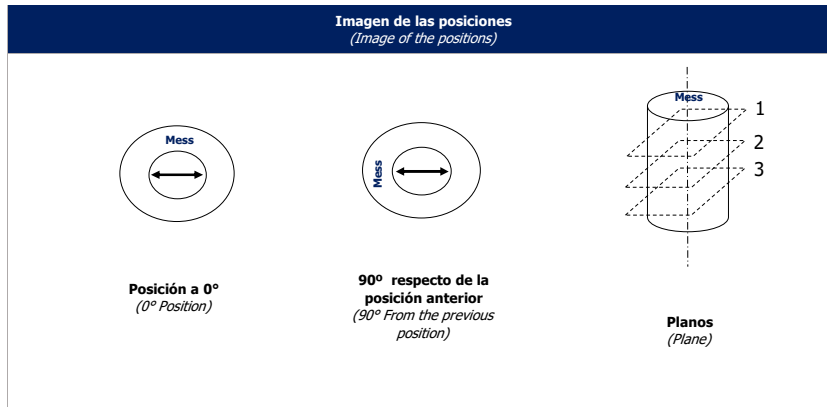 Imagen de las posiciones
(Image of the positions)
Mess
Posición a 0°
(0° Position)
Mess
90º respecto de la
posición anterior
(90° From the previous
position)
Mess
1
2
3
Planos
(Plane)